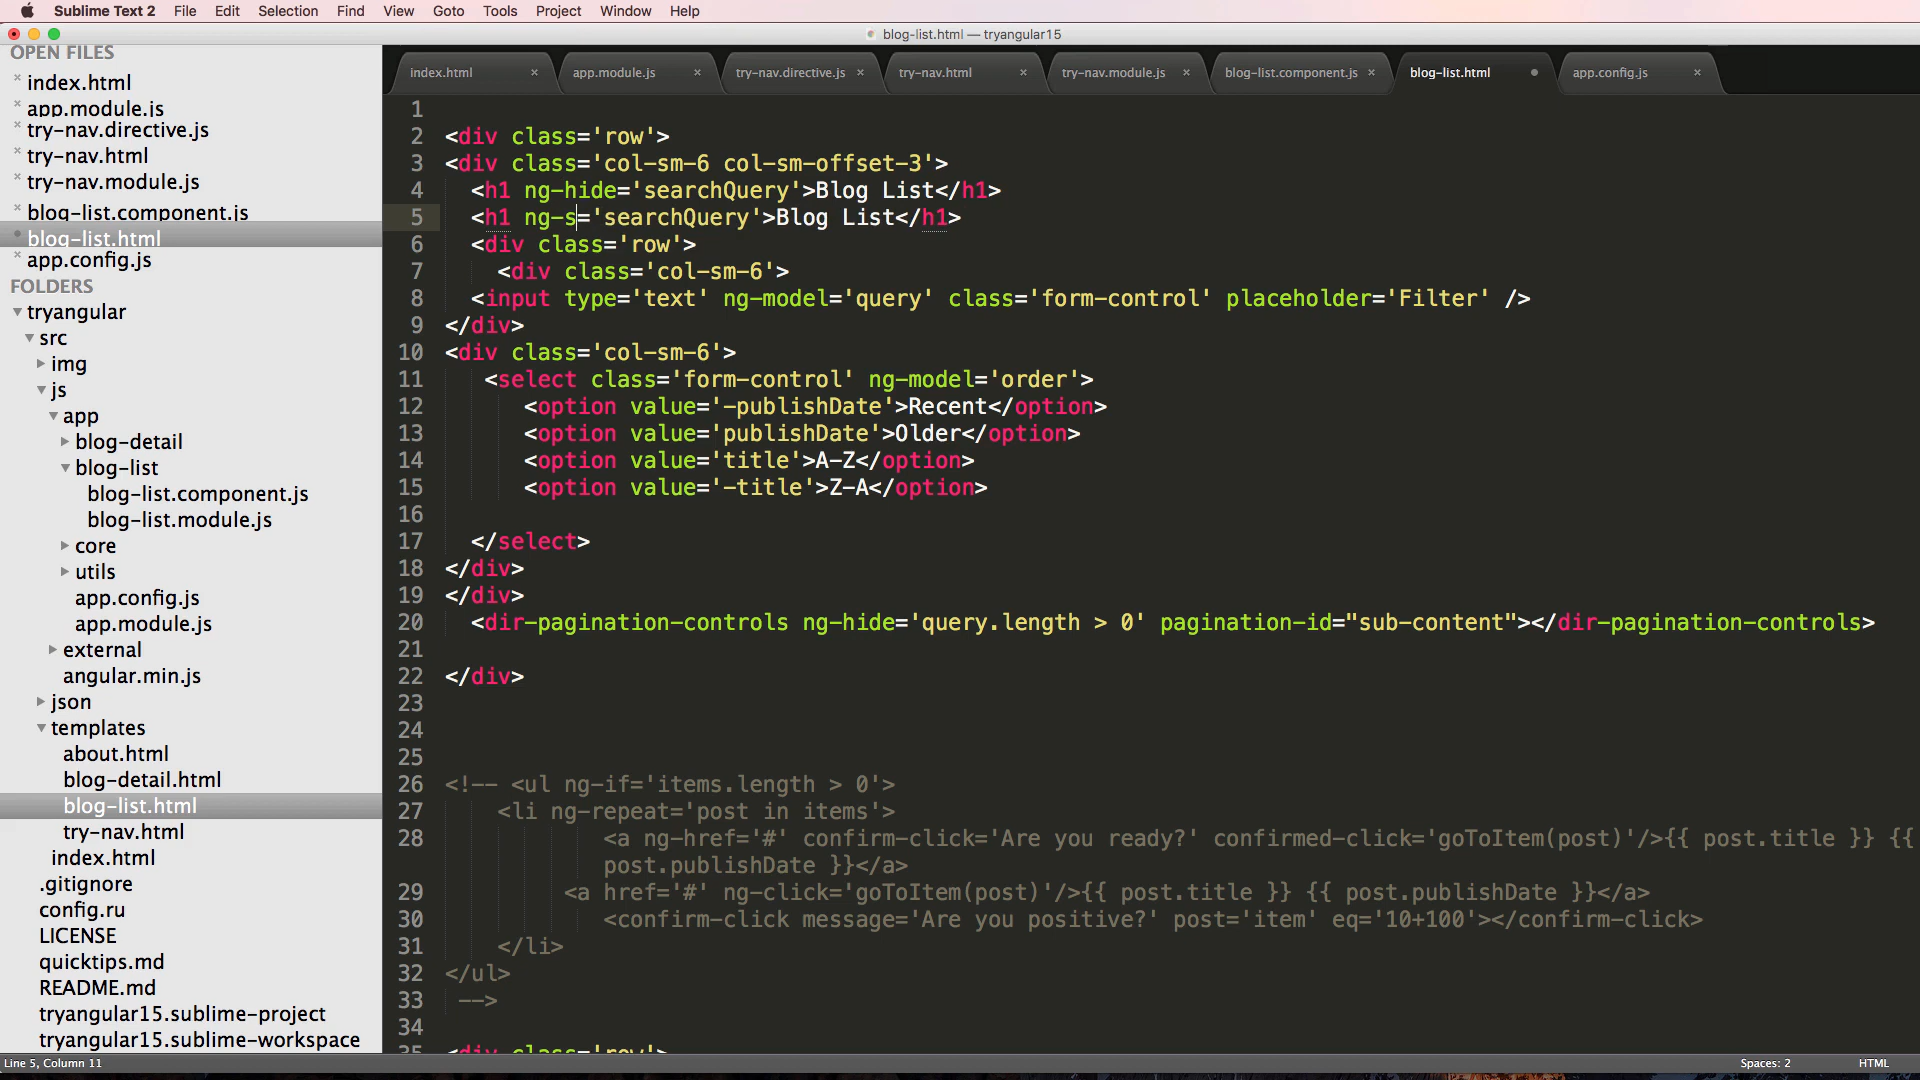 Sublime Text 2 File Edit Selection Find View Goto Tools Project Window Help
blog-list.html — tryangular15
OPEN FILES
index.html
app.module.js
try-nav.directive.js
try-nav.html
try-nav.module.js
blog-list.component.js
blog-list.html
app.config.js
FOLDERS
tryangular
src
img
js
app
blog-detail
blog-list
blog-list.component.js
blog-list.module.js
core
utils
app.config.js
app.module.js
external
angular.min.js
json
templates
about.html
blog-detail.html
blog-list.html
try-nav.html
index.html
.gitignore
config.ru
LICENSE
quicktips.md
README.md
tryangular15.sublime-project
tryangular15.sublime-workspace
index.html × app.module.js × try-nav.directive.js × try-nav.html × try-nav.module.js × blog-list.component.js × blog-list.html app.config.js ×
1
2 <div class='row'>
3 <div class='col-sm-6 col-sm-offset-3'>
4 <h1 ng-hide='searchQuery'>Blog List</h1>
5 <h1 ng-s='searchQuery'>Blog List</h1>
6 <div class='row'>
7 <div class='col-sm-6'>
8 <input type='text' ng-model='query' class='form-control' placeholder='Filter' />
9 </div>
10 <div class='col-sm-6'>
11 <select class='form-control' ng-model='order'>
12 <option value='-publishDate'>Recent</option>
13 <option value='publishDate'>Older</option>
14 <option value='title'>A-Z</option>
15 <option value='-title'>Z-A</option>
16
17 </select>
18 </div>
19 </div>
20 <dir-pagination-controls ng-hide='query.length > 0' pagination-id="sub-content"></dir-pagination-controls>
21
22 </div>
23
24
25
26 <!-- <ul ng-if='items.length > 0'>
27 <li ng-repeat='post in items'>
28 <a ng-href='#' confirm-click='Are you ready?' confirmed-click='goToItem(post)'/>{{ post.title }} {{
post.publishDate }}</a>
29 <a href='#' ng-click='goToItem(post)'/>{{ post.title }} {{ post.publishDate }}</a>
30 <confirm-click message='Are you positive?' post='item' eq='10+100'></confirm-click>
31 </li>
32 </ul>
33 -->
34
35 <div class='row'>
Line 5, Column 11 Spaces: 2 HTML